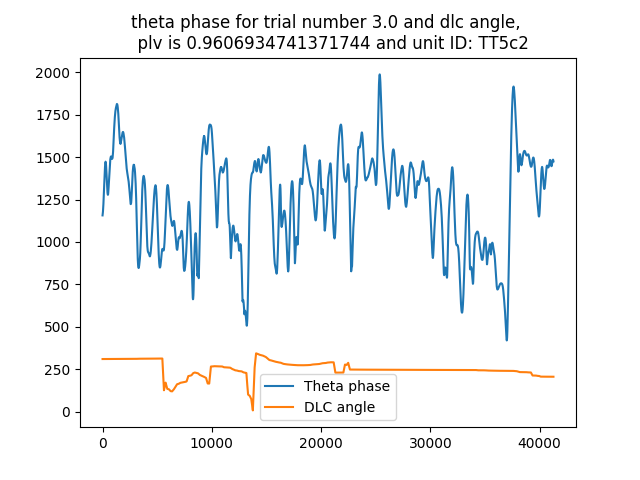 theta phase for trial number 3.0 and dlc angle,
plv is 0.9606934741371744 and unit ID: TT5c2
2000
1750
1500
1250
1000
750
500
250
0
Theta phase
DLC angle
0 10000 20000 30000 40000